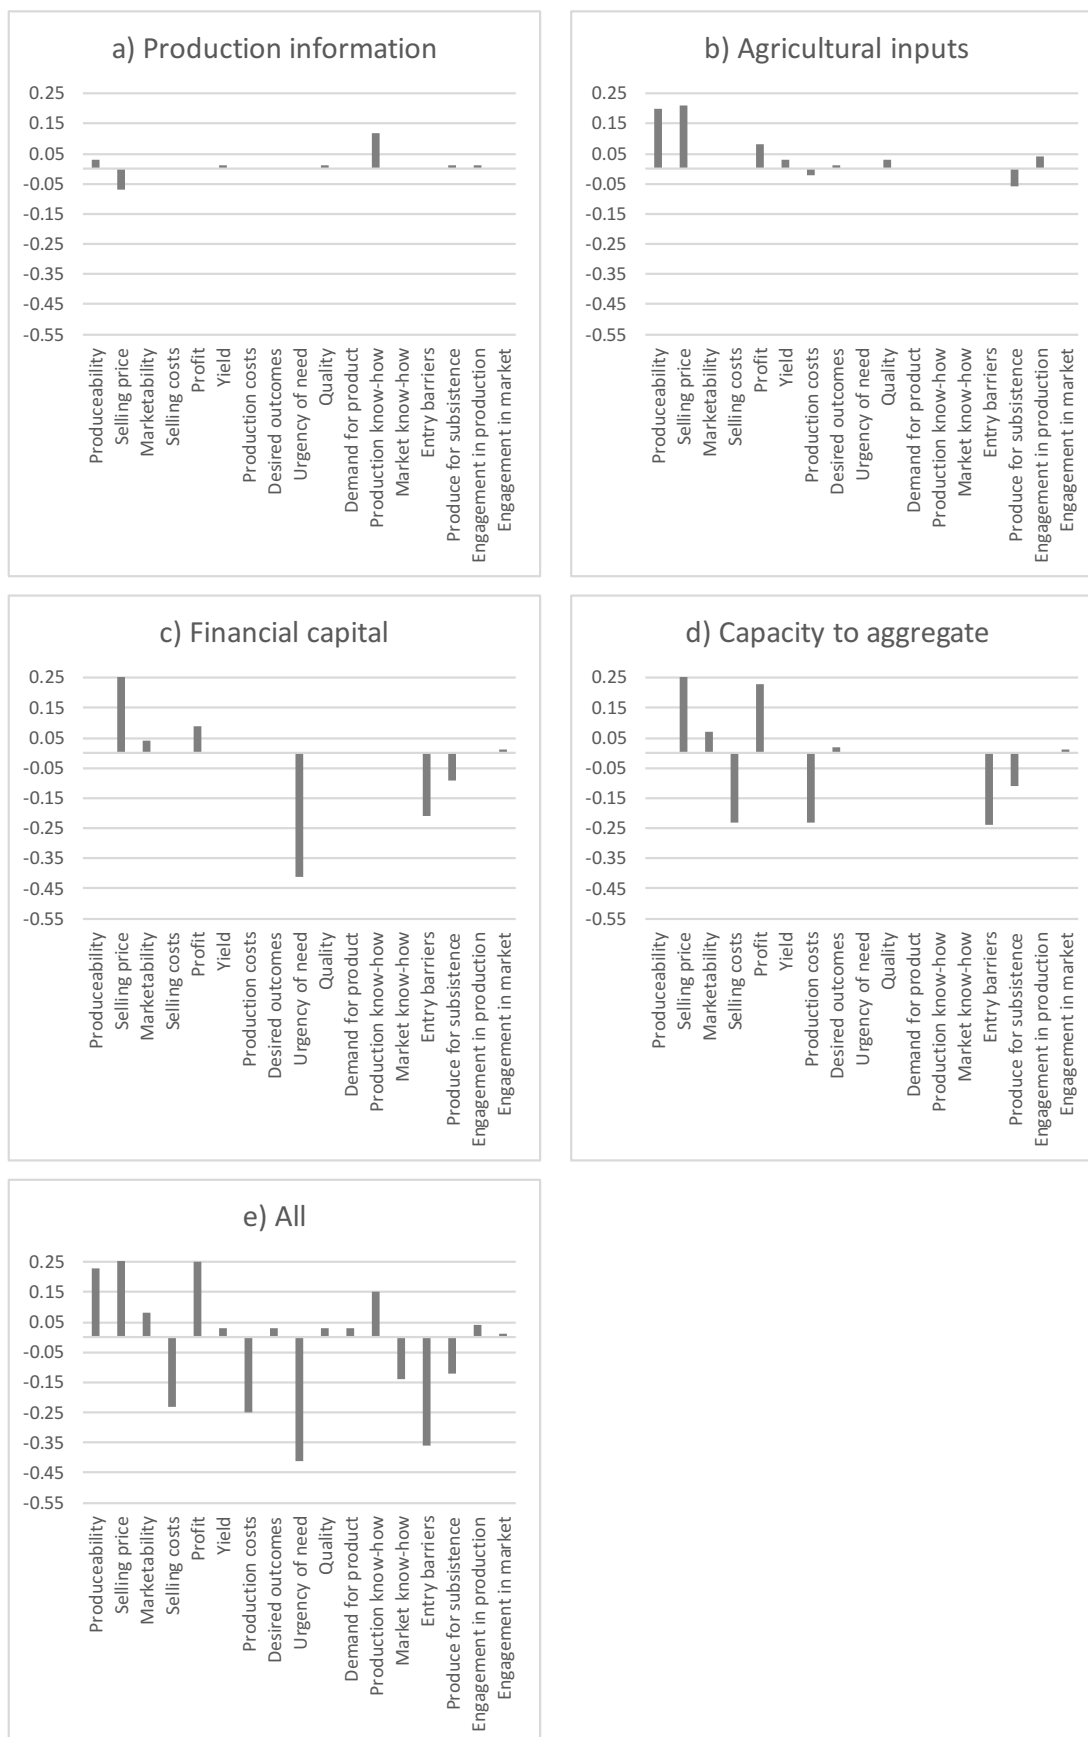 a) Production information
0.25
0.15
0.05
-0.05
-0.15
-0.25
-0.35
-0.45
-0.55
Produceability
Selling price
Marketability
Selling costs
Profit
Yield
Production costs
Desired outcomes
Urgency of need
Quality
Demand for product
Production know-how
Market know-how
Entry barriers
Produce for subsistence
Engagement in production
Engagement in market
b) Agricultural inputs
0.25
0.15
0.05
-0.05
-0.15
-0.25
-0.35
-0.45
-0.55
Produceability
Selling price
Marketability
Selling costs
Profit
Yield
Production costs
Desired outcomes
Urgency of need
Quality
Demand for product
Production know-how
Market know-how
Entry barriers
Produce for subsistence
Engagement in production
Engagement in market
c) Financial capital
0.25
0.15
0.05
-0.05
-0.15
-0.25
-0.35
-0.45
-0.55
Produceability
Selling price
Marketability
Selling costs
Profit
Yield
Production costs
Desired outcomes
Urgency of need
Quality
Demand for product
Production know-how
Market know-how
Entry barriers
Produce for subsistence
Engagement in production
Engagement in market
d) Capacity to aggregate
0.25
0.15
0.05
-0.05
-0.15
-0.25
-0.35
-0.45
-0.55
Produceability
Selling price
Marketability
Selling costs
Profit
Yield
Production costs
Desired outcomes
Urgency of need
Quality
Demand for product
Production know-how
Market know-how
Entry barriers
Produce for subsistence
Engagement in production
Engagement in market
e) All
0.25
0.15
0.05
-0.05
-0.15
-0.25
-0.35
-0.45
-0.55
Produceability
Selling price
Marketability
Selling costs
Profit
Yield
Production costs
Desired outcomes
Urgency of need
Quality
Demand for product
Production know-how
Market know-how
Entry barriers
Produce for subsistence
Engagement in production
Engagement in market